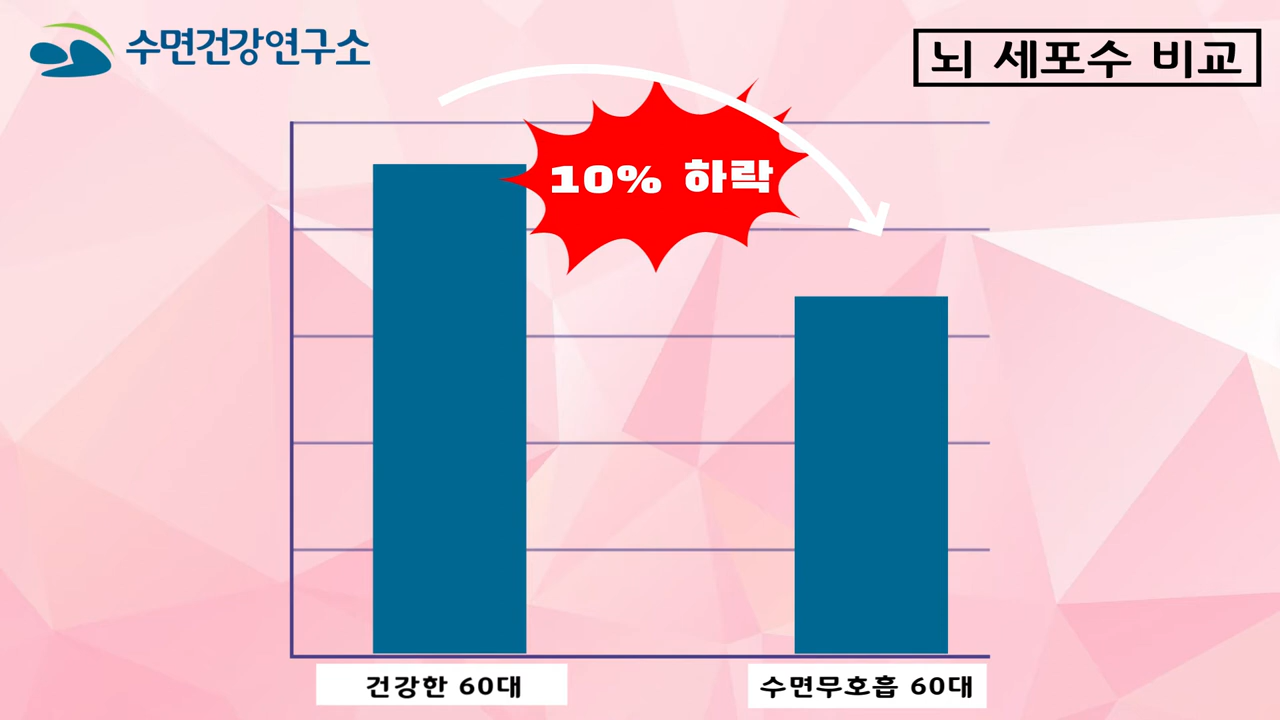 수면건강연구소
뇌 세포수 비교
10% 하락
건강한 60대
수면무호흡 60대